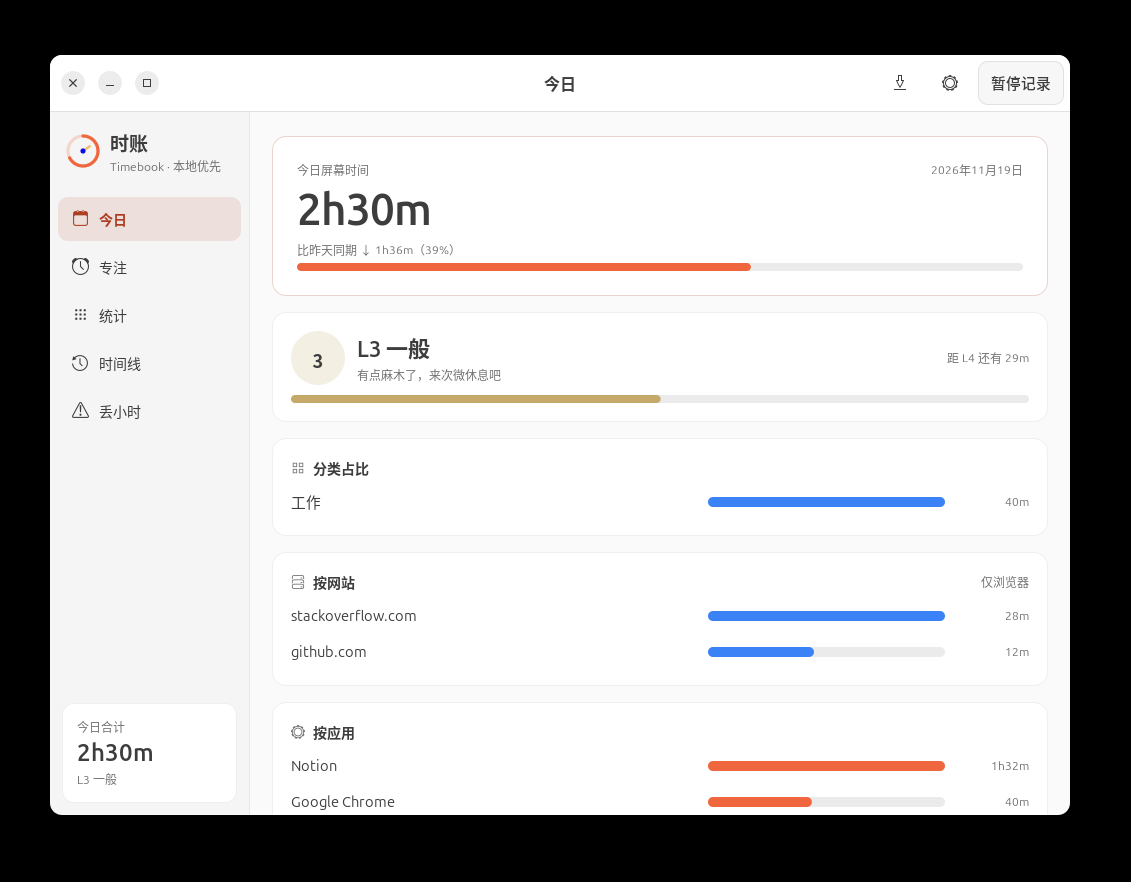 今日
暂停记录
时账
Timebook · 本地优先
今日
专注
统计
时间线
丢小时
今日合计
2h30m
L3 一般
今日屏幕时间
2026年11月19日
2h30m
比昨天同期 ↓ 1h36m（39%）
3
L3 一般
有点麻木了，来次微休息吧
距 L4 还有 29m
分类占比
工作
40m
按网站
仅浏览器
stackoverflow.com
28m
github.com
12m
按应用
Notion
1h32m
Google Chrome
40m